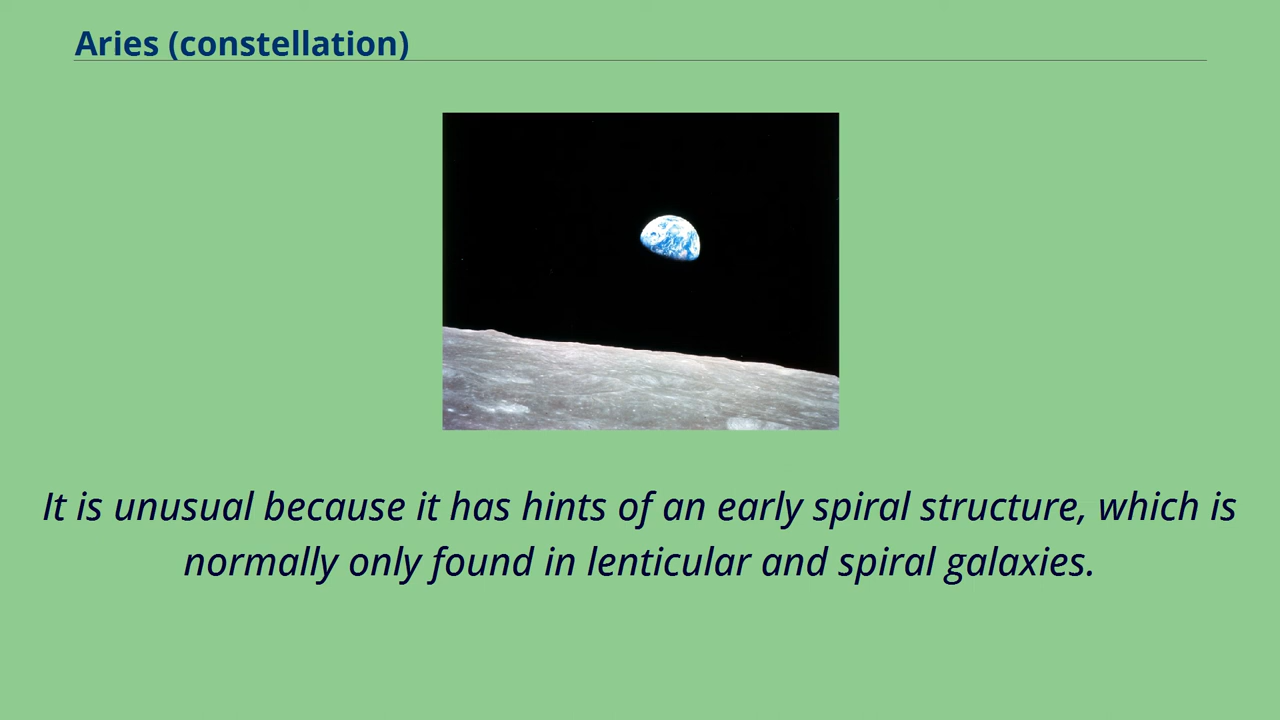 Aries (constellation)
It is unusual because it has hints of an early spiral structure, which is
normally only found in lenticular and spiral galaxies.